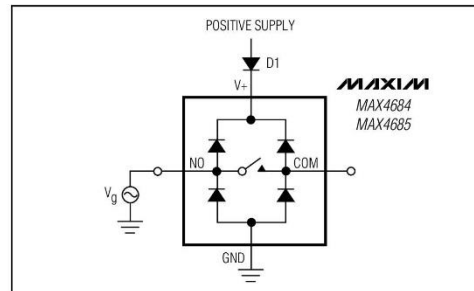 POSITIVE SUPPLY
D1
V+
MAXIM
MAX4684
MAX4685
NO
COM
Vg
GND